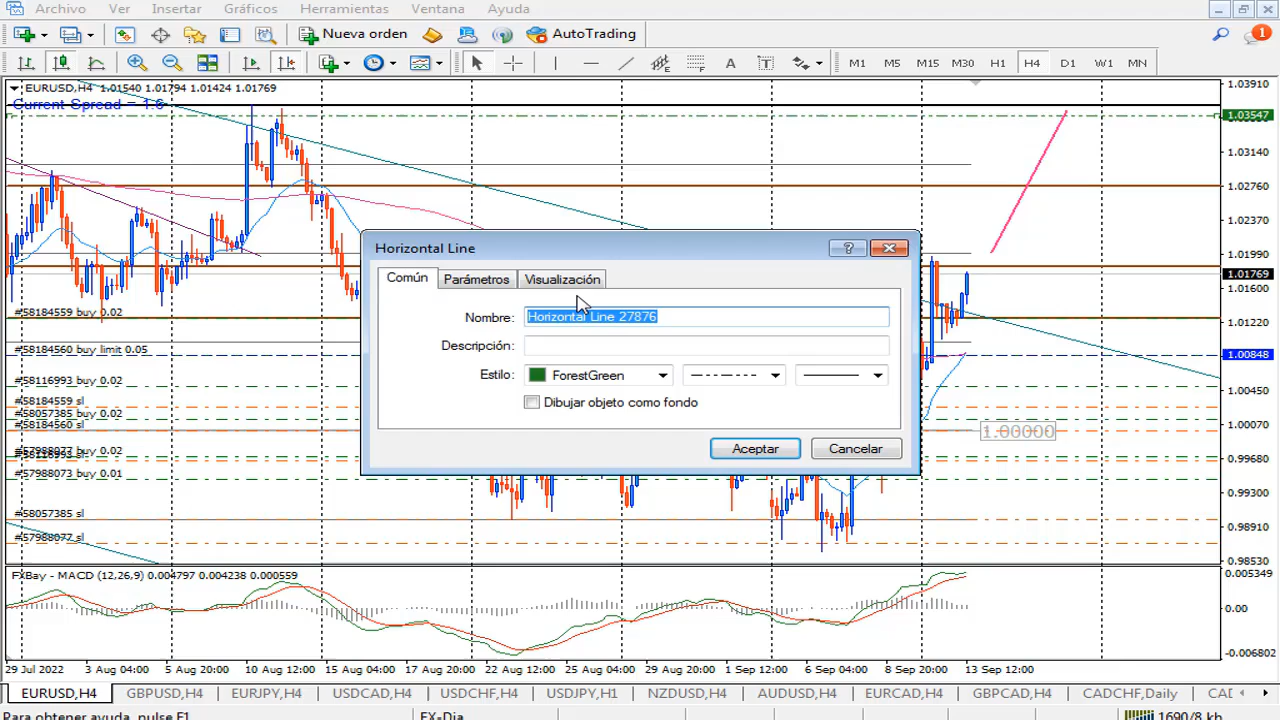 Archivo Ver Insertar Gráficos Herramientas Ventana Ayuda
Nueva orden AutoTrading 1
A T M1 M5 M15 M30 H1 H4 D1 W1 MN
EURUSD,H4 1.01540 1.01794 1.01424 1.01769
Current Spread = 1.6
1.03910
1.03547
1.03140
1.02760
1.02370
1.01990
1.01769
1.01600
1.01220
1.00848
1.00450
1.00070
0.99680
0.99300
0.98910
0.98530
#58184559 buy 0.02
#58184560 buy limit 0.05
#58116993 buy 0.02
#58184559 sl
#58057385 buy 0.02
#58184560 sl
#57988073 buy 0.01
#58057385 sl
#57988077 sl
1.00000
Horizontal Line
Común Parámetros Visualización
Nombre: Horizontal Line 27876
Descripción:
Estilo: ForestGreen
Dibujar objeto como fondo
Aceptar Cancelar
FXBay - MACD (12,26,9) 0.004797 0.004238 0.000559
0.005349
0.00
-0.006802
29 Jul 2022 3 Aug 04:00 5 Aug 20:00 10 Aug 12:00 15 Aug 04:00 17 Aug 20:00 22 Aug 12:00 25 Aug 04:00 29 Aug 20:00 1 Sep 12:00 6 Sep 04:00 8 Sep 20:00 13 Sep 12:00
EURUSD,H4 GBPUSD,H4 EURJPY,H4 USDCAD,H4 USDCHF,H4 USDJPY,H1 NZDUSD,H4 AUDUSD,H4 EURCAD,H4 GBPCAD,H4 CADCHF,Daily
Para obtener ayuda, pulse F1 FX-Dia 1690/8 kb